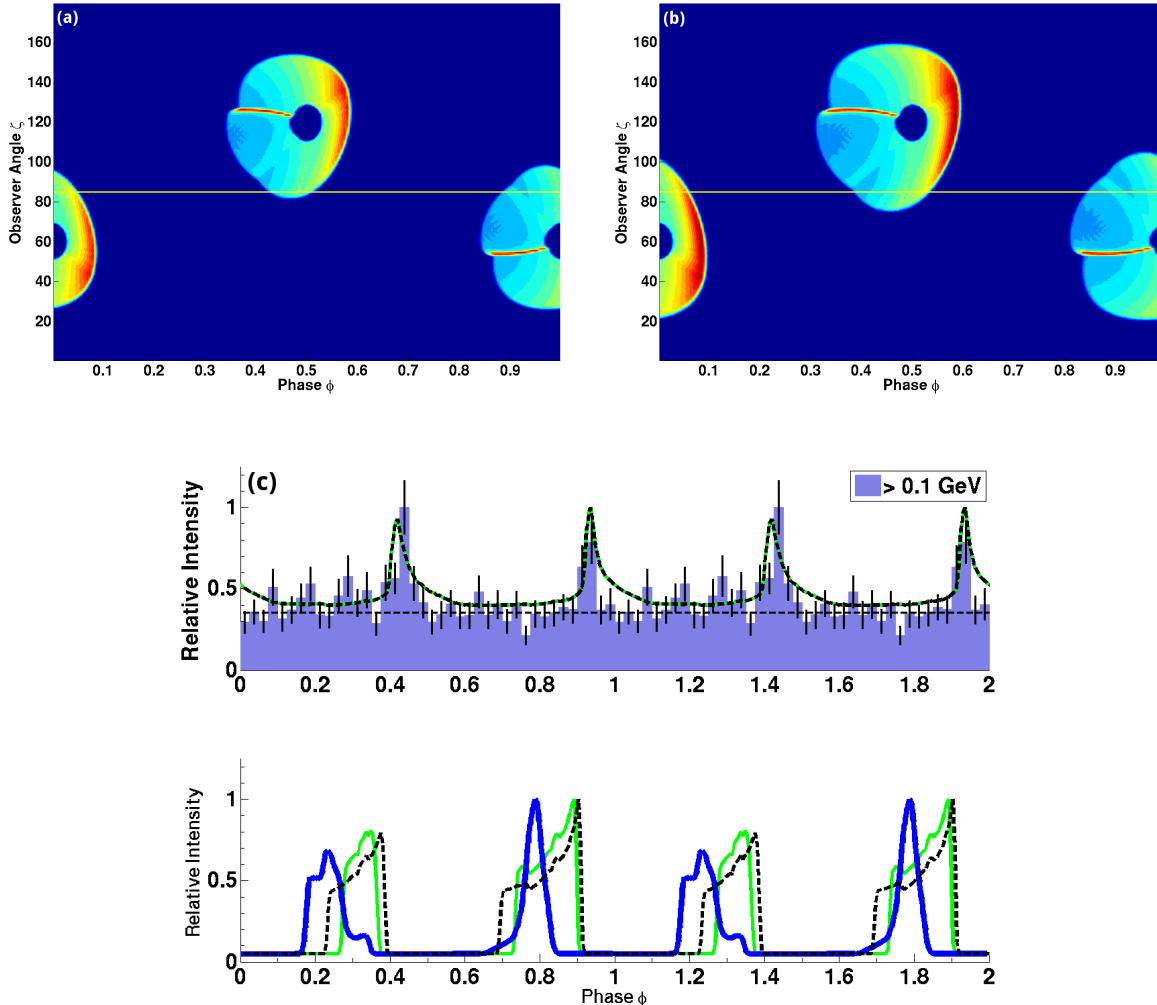 (a)
Observer Angle ζ
160
140
120
100
80
60
40
20
0.1 0.2 0.3 0.4 0.5 0.6 0.7 0.8 0.9
Phase ϕ
(b)
Observer Angle ζ
160
140
120
100
80
60
40
20
0.1 0.2 0.3 0.4 0.5 0.6 0.7 0.8 0.9
Phase ϕ
(c)
> 0.1 GeV
Relative Intensity
1
0.5
0
0 0.2 0.4 0.6 0.8 1 1.2 1.4 1.6 1.8 2
Relative Intensity
1
0.5
0
0 0.2 0.4 0.6 0.8 1 1.2 1.4 1.6 1.8 2
Phase ϕ